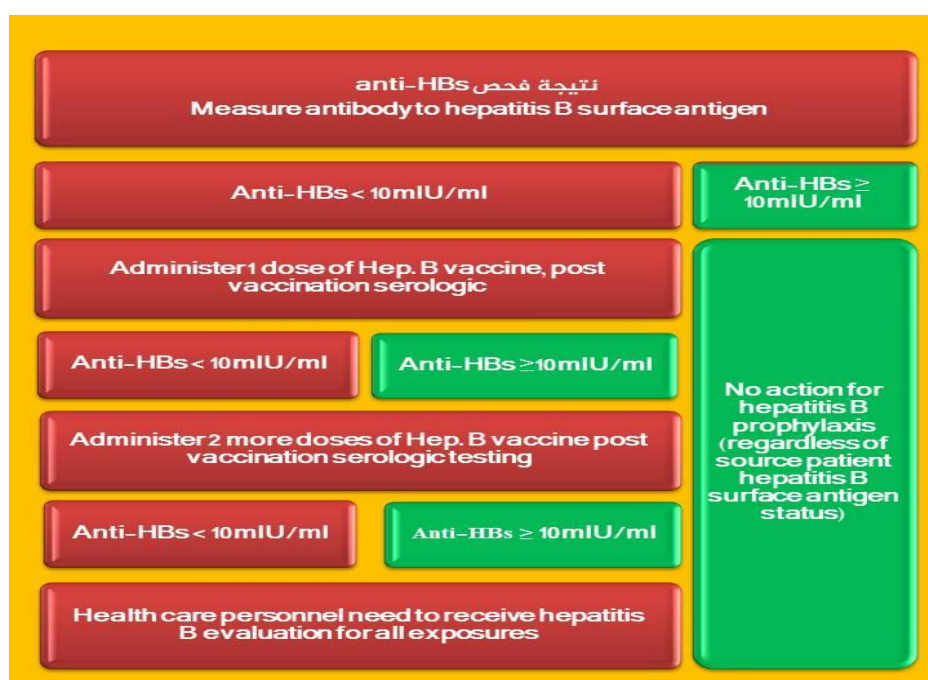 نتيجة فحص anti-HBs
Measure antibody to hepatitis B surface antigen
Anti-HBs < 10mIU/ml
Anti-HBs ≥
10mIU/ml
Administer 1 dose of Hep. B vaccine, post
vaccination serologic
Anti-HBs < 10mIU/ml
Anti-HBs ≥10mIU/ml
No action for
hepatitis B
prophylaxis
(regardless of
source patient
hepatitis B
surface antigen
status)
Administer 2 more doses of Hep. B vaccine post
vaccination serologic testing
Anti-HBs < 10mIU/ml
Anti-HBs ≥ 10mIU/ml
Health care personnel need to receive hepatitis
B evaluation for all exposures